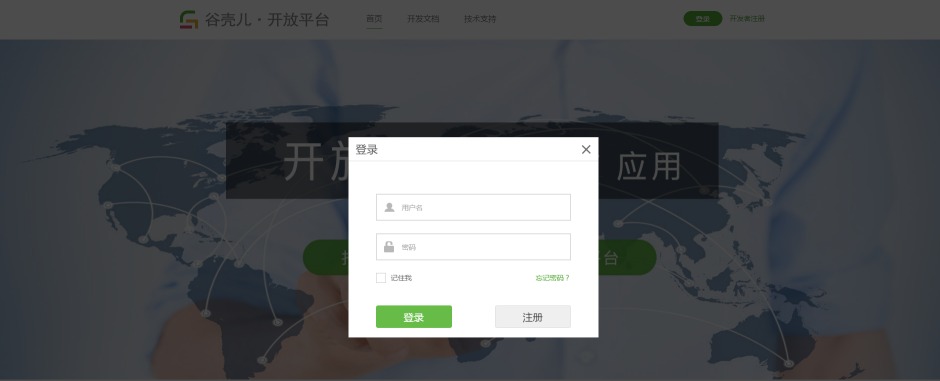 谷壳儿·开放平台 首页 开发文档 技术支持 登录 开发者注册
开放 应用
登录
用户名
密码
记住我 忘记密码？
台
登录 注册